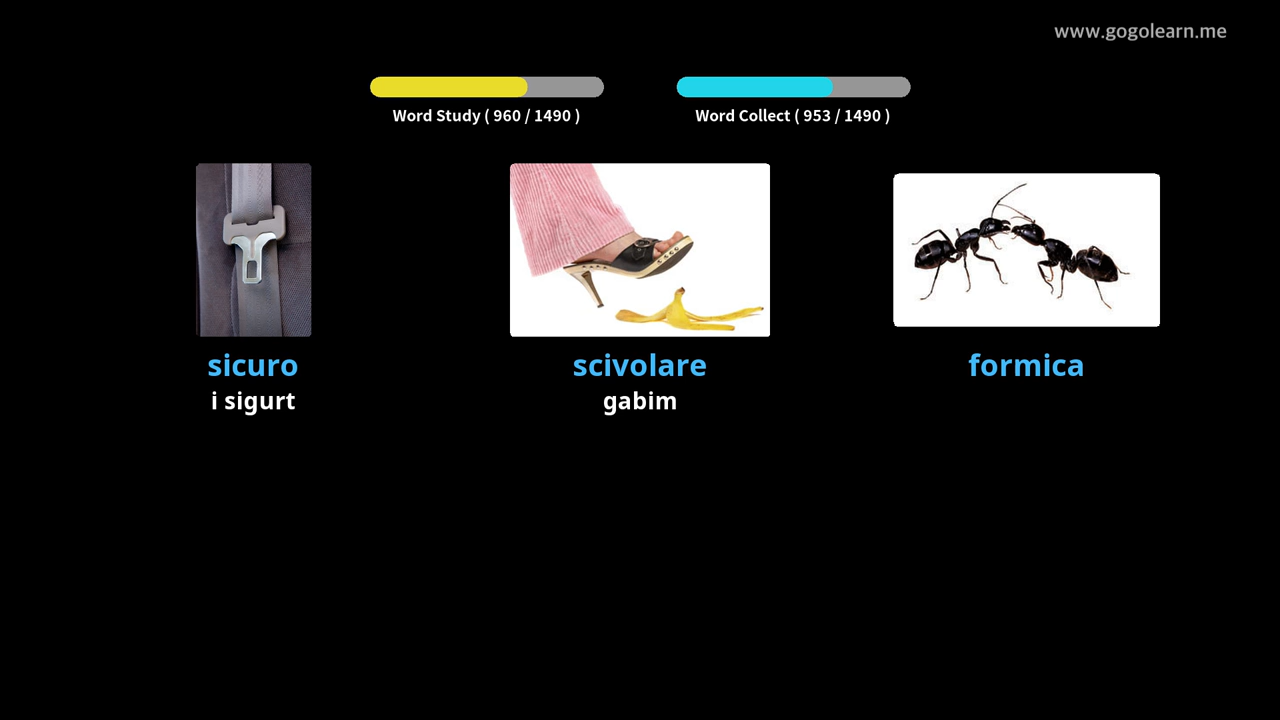 www.gogolearn.me
Word Study ( 960 / 1490 )
Word Collect ( 953 / 1490 )
sicuro
i sigurt
scivolare
gabim
formica